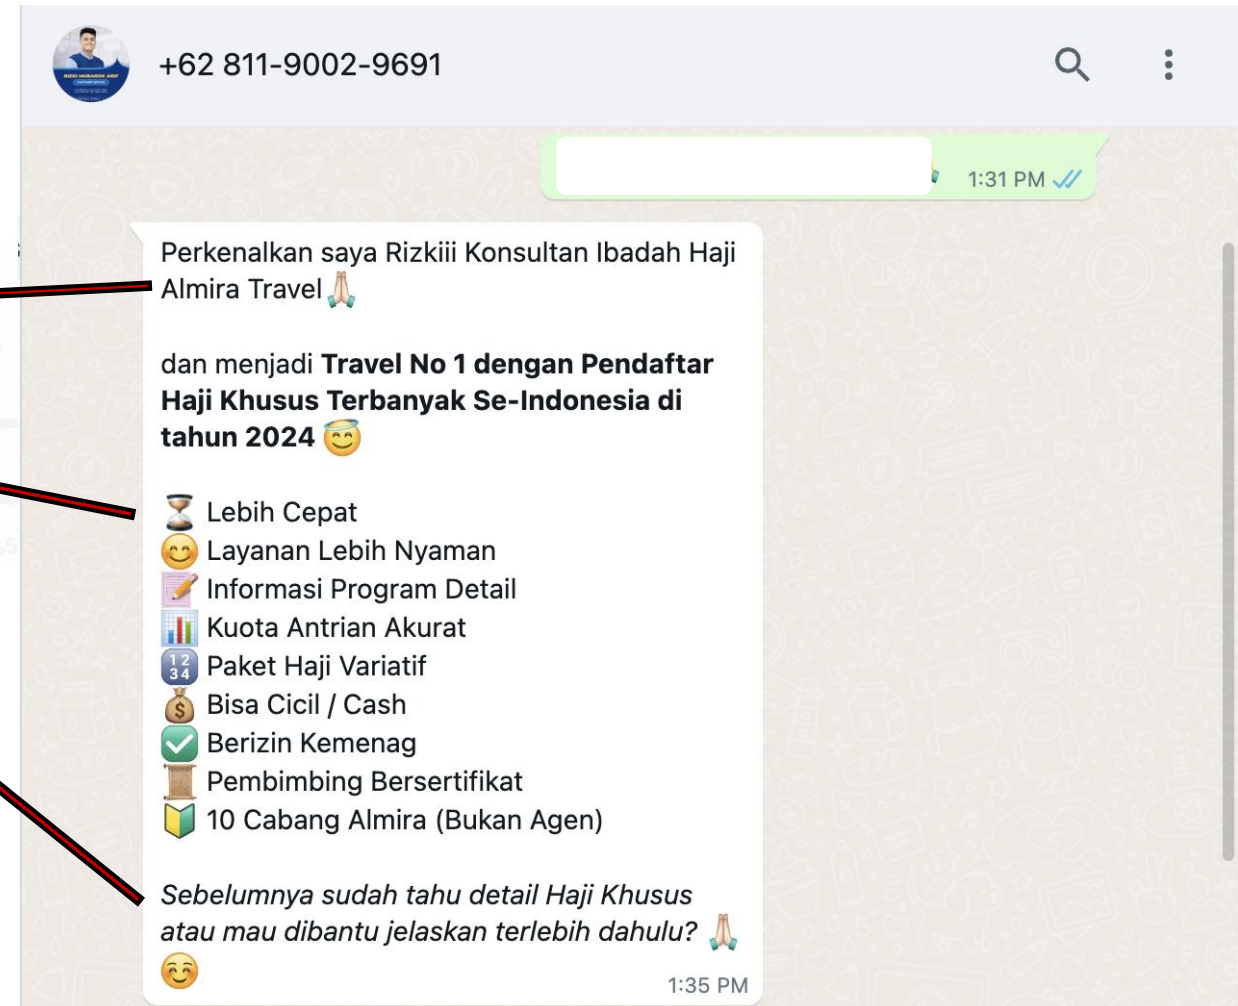 +62 811-9002-9691
1:31 PM
Perkenalkan saya Rizkiii Konsultan Ibadah Haji
Almira Travel🙏🏻
dan menjadi Travel No 1 dengan Pendaftar
Haji Khusus Terbanyak Se-Indonesia di
tahun 2024 😇
⏳ Lebih Cepat
😊 Layanan Lebih Nyaman
📝 Informasi Program Detail
📊 Kuota Antrian Akurat
🔢 Paket Haji Variatif
💰 Bisa Cicil / Cash
✅ Berizin Kemenag
📜 Pembimbing Bersertifikat
🔰 10 Cabang Almira (Bukan Agen)
Sebelumnya sudah tahu detail Haji Khusus
atau mau dibantu jelaskan terlebih dahulu? 🙏🏻
☺️
1:35 PM